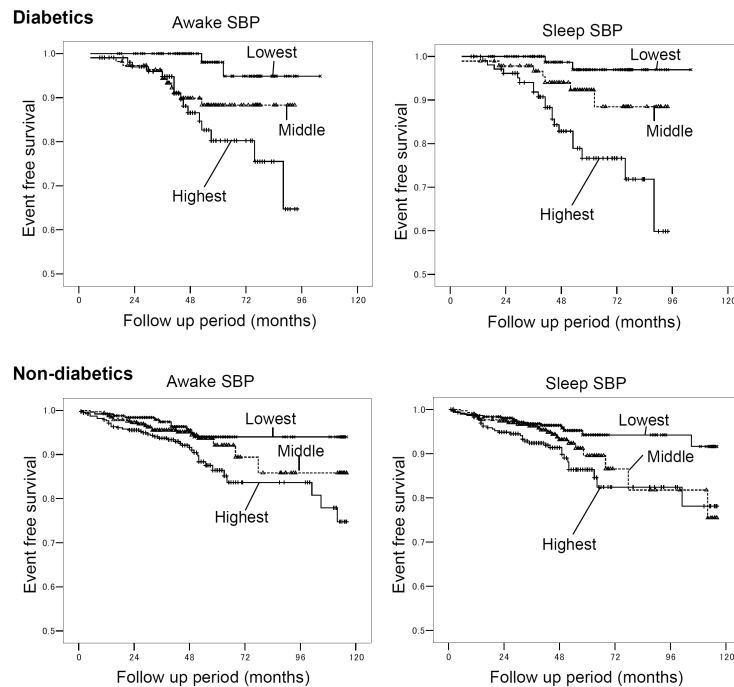 Diabetics
Awake SBP
Event free survival
1.0
0.9
0.8
0.7
0.6
0.5
Lowest
Middle
Highest
0 24 48 72 96 120
Follow up period (months)
Sleep SBP
Event free survival
1.0
0.9
0.8
0.7
0.6
0.5
Lowest
Middle
Highest
0 24 48 72 96 120
Follow up period (months)
Non-diabetics
Awake SBP
Event free survival
1.0
0.9
0.8
0.7
0.6
0.5
Lowest
Middle
Highest
0 24 48 72 96 120
Follow up period (months)
Sleep SBP
Event free survival
1.0
0.9
0.8
0.7
0.6
0.5
Lowest
Middle
Highest
0 24 48 72 96 120
Follow up period (months)